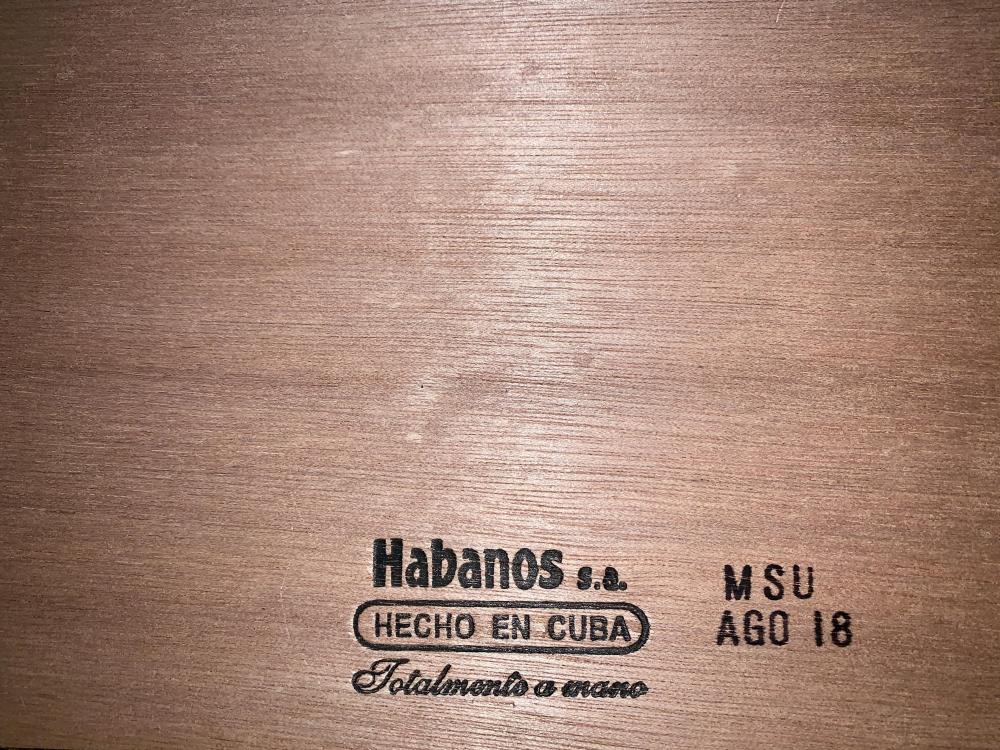 Habanos s.a.
HECHO EN CUBA
Totalmente a mano
MSU
AGO 18